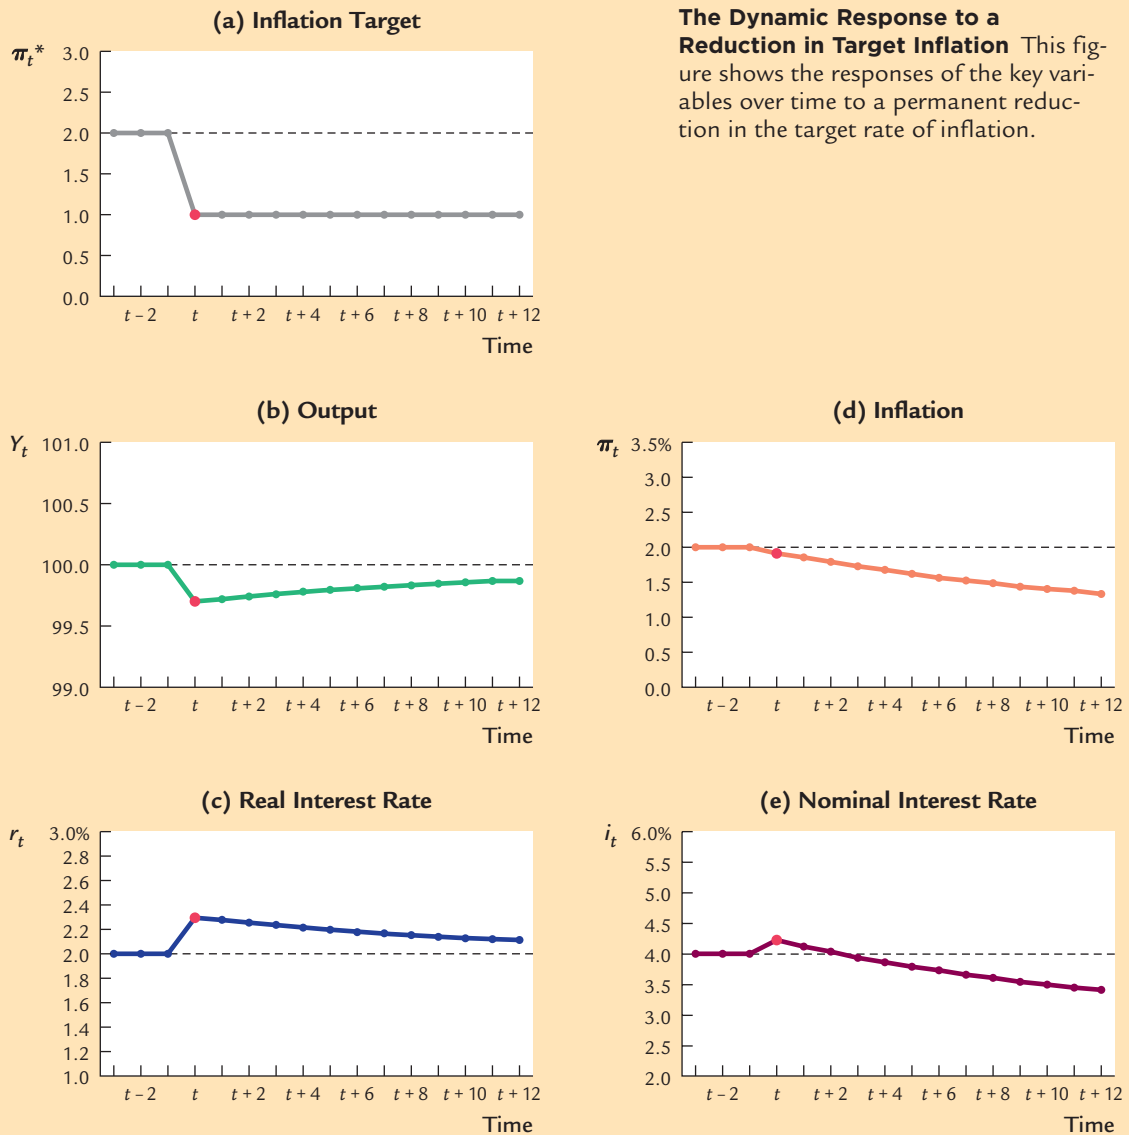 (a) Inflation Target
π_t*
3.0
2.5
2.0
1.5
1.0
0.5
0.0
t – 2 t t + 2 t + 4 t + 6 t + 8 t + 10 t + 12
Time
The Dynamic Response to a
Reduction in Target Inflation This fig-
ure shows the responses of the key vari-
ables over time to a permanent reduc-
tion in the target rate of inflation.
(b) Output
Y_t 101.0
100.5
100.0
99.5
99.0
t – 2 t t + 2 t + 4 t + 6 t + 8 t + 10 t + 12
Time
(d) Inflation
π_t 3.5%
3.0
2.5
2.0
1.5
1.0
0.5
0.0
t – 2 t t + 2 t + 4 t + 6 t + 8 t + 10 t + 12
Time
(c) Real Interest Rate
r_t 3.0%
2.8
2.6
2.4
2.2
2.0
1.8
1.6
1.4
1.2
1.0
t – 2 t t + 2 t + 4 t + 6 t + 8 t + 10 t + 12
Time
(e) Nominal Interest Rate
i_t 6.0%
5.5
5.0
4.5
4.0
3.5
3.0
2.5
2.0
t – 2 t t + 2 t + 4 t + 6 t + 8 t + 10 t + 12
Time